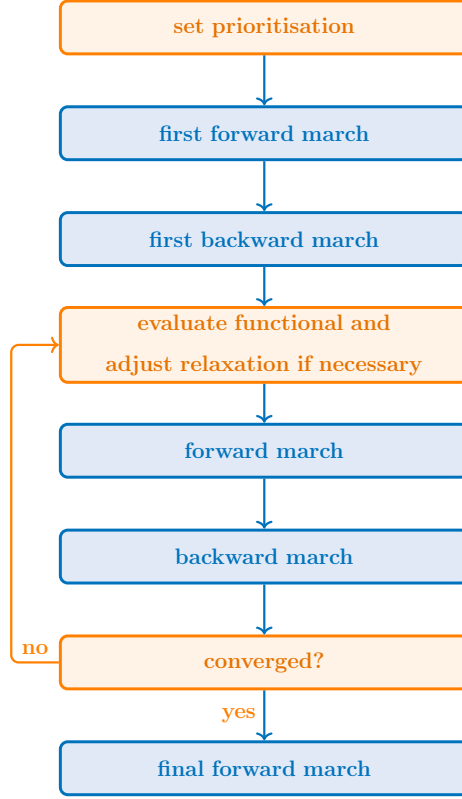 set prioritisation
first forward march
first backward march
evaluate functional and
adjust relaxation if necessary
forward march
backward march
no
converged?
yes
final forward march